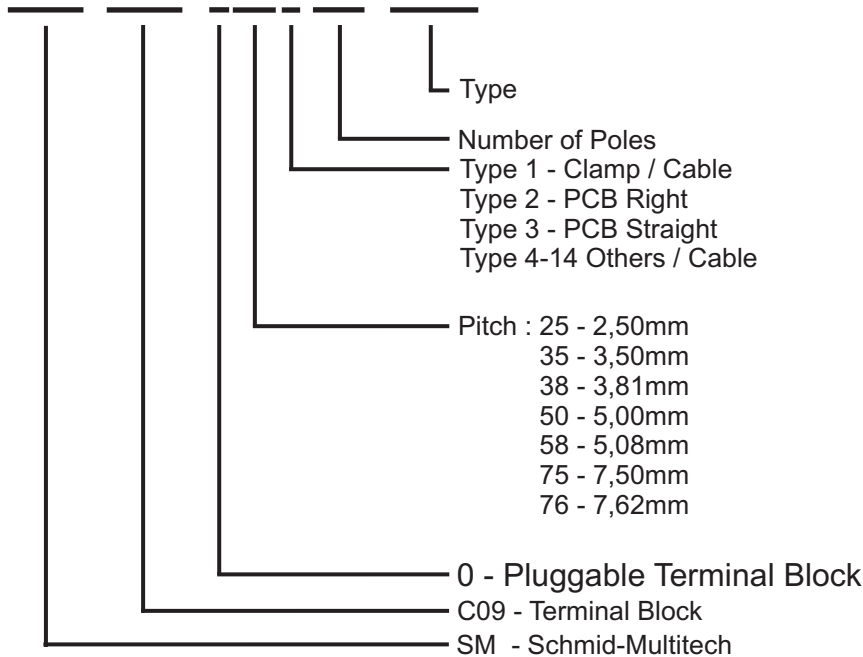 Type
Number of Poles
Type 1 - Clamp / Cable
Type 2 - PCB Right
Type 3 - PCB Straight
Type 4-14 Others / Cable
Pitch : 25 - 2,50mm
35 - 3,50mm
38 - 3,81mm
50 - 5,00mm
58 - 5,08mm
75 - 7,50mm
76 - 7,62mm
0 - Pluggable Terminal Block
C09 - Terminal Block
SM - Schmid-Multitech